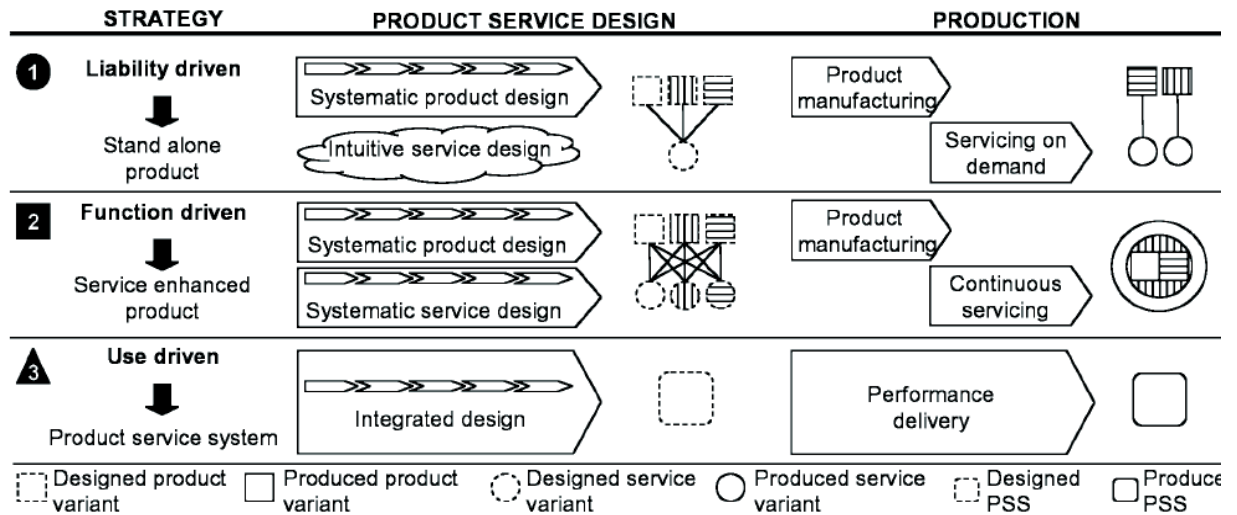 STRATEGY
PRODUCT SERVICE DESIGN
PRODUCTION
1
Liability driven
Stand alone
product
Systematic product design
Intuitive service design
Product
manufacturing
Servicing on
demand
2
Function driven
Service enhanced
product
Systematic product design
Systematic service design
Product
manufacturing
Continuous
servicing
3
Use driven
Product service system
Integrated design
Performance
delivery
Designed product
variant
Produced product
variant
Designed service
variant
Produced service
variant
Designed
PSS
Produce
PSS